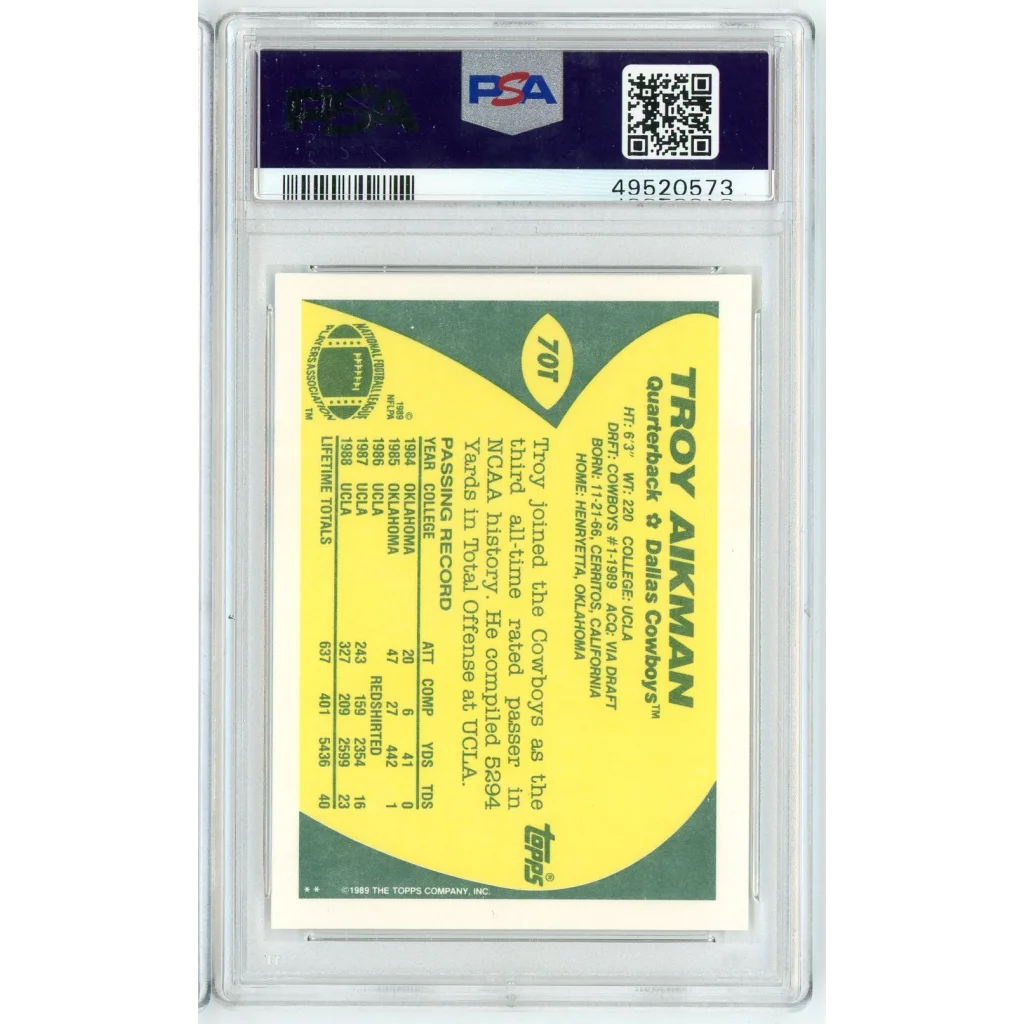 PSA
PSA
49520573
70T
TROY AIKMAN
Quarterback ✿ Dallas Cowboys™
HT: 6'3" WT: 220 COLLEGE: UCLA
DRFT: COWBOYS #1-1989 ACQ: VIA DRAFT
BORN: 11-21-66, CERRITOS, CALIFORNIA
HOME: HENRYETTA, OKLAHOMA
Troy joined the Cowboys as the
third all-time rated passer in
NCAA history. He compiled 5294
Yards in Total Offense at UCLA.
topps®
NATIONAL FOOTBALL LEAGUE
PLAYERS ASSOCIATION
™
©
1989
NFLPA
PASSING RECORD
YEAR COLLEGE ATT COMP YDS TDS
1984 OKLAHOMA 20 6 41 0
1985 OKLAHOMA 47 27 442 1
1986 UCLA REDSHIRTED
1987 UCLA 243 159 2354 16
1988 UCLA 327 209 2599 23
LIFETIME TOTALS 637 401 5436 40
** ©1989 THE TOPPS COMPANY, INC.